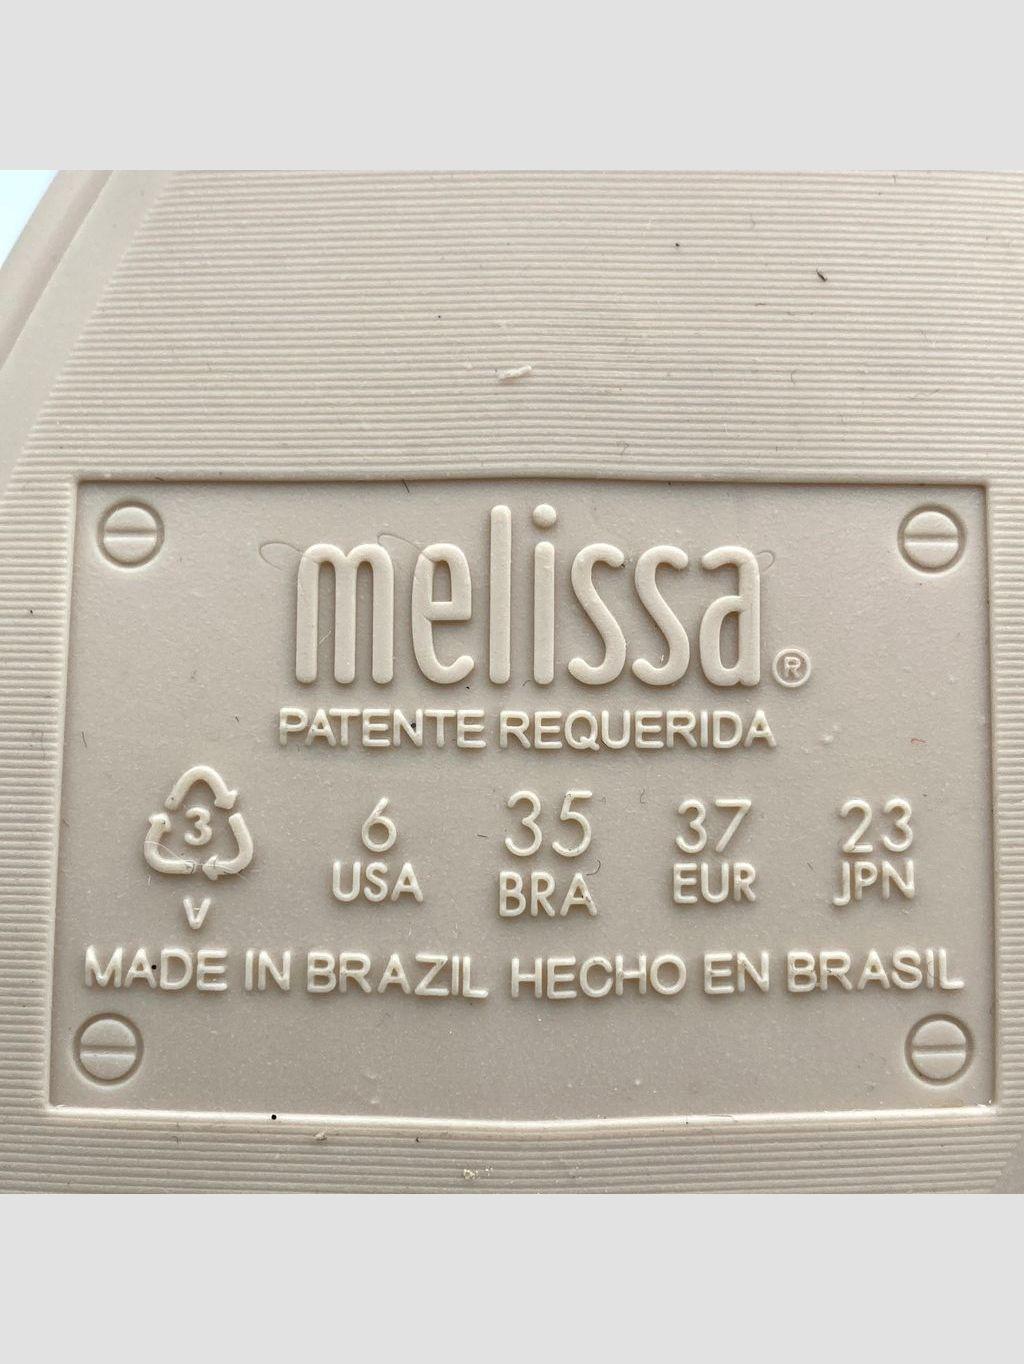 melissa®
PATENTE REQUERIDA
3 6 35 37 23
V USA BRA EUR JPN
MADE IN BRAZIL HECHO EN BRASIL